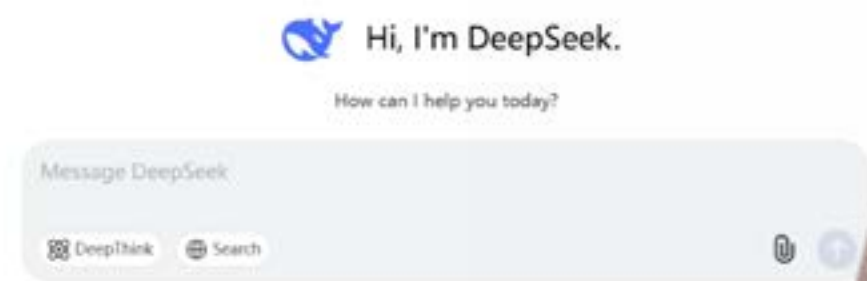 Hi, I'm DeepSeek.
How can I help you today?
Message DeepSeek
DeepThink Search